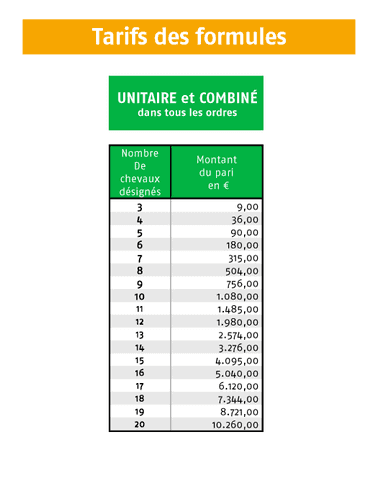 Tarifs des formules
UNITAIRE et COMBINÉ
dans tous les ordres
Nombre
De
chevaux
désignés
Montant
du pari
en €
3 9,00
4 36,00
5 90,00
6 180,00
7 315,00
8 504,00
9 756,00
10 1.080,00
11 1.485,00
12 1.980,00
13 2.574,00
14 3.276,00
15 4.095,00
16 5.040,00
17 6.120,00
18 7.344,00
19 8.721,00
20 10.260,00